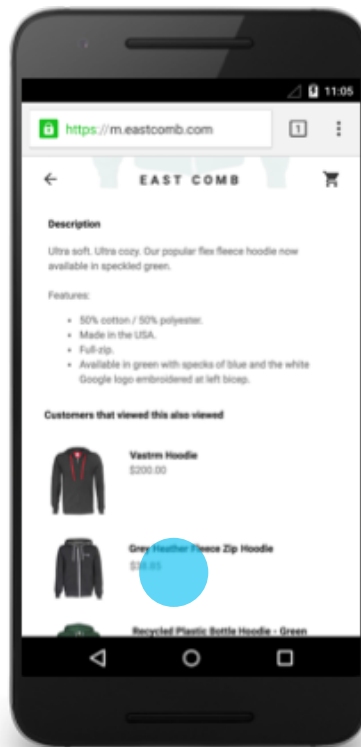 11:05
https://m.eastcomb.com
1
EAST COMB
Description
Ultra soft. Ultra cozy. Our popular flex fleece hoodie now
available in speckled green.
Features:
• 50% cotton / 50% polyester.
• Made in the USA.
• Full-zip.
• Available in green with specks of blue and the white
Google logo embroidered at left bicep.
Customers that viewed this also viewed
Vastrm Hoodie
$200.00
Grey Heather Fleece Zip Hoodie
Recycled Plastic Bottle Hoodie - Green